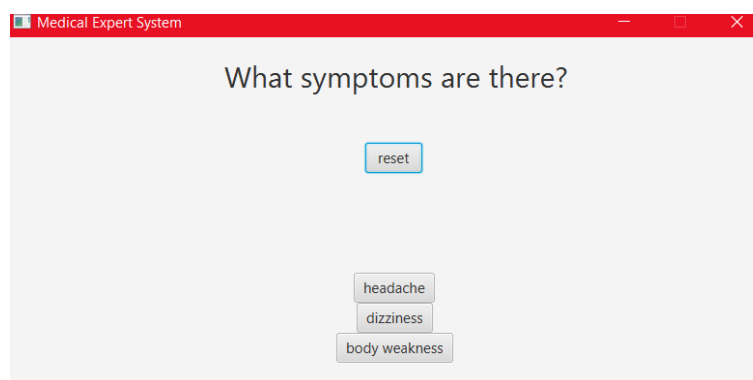 Medical Expert System
What symptoms are there?
reset
headache
dizziness
body weakness